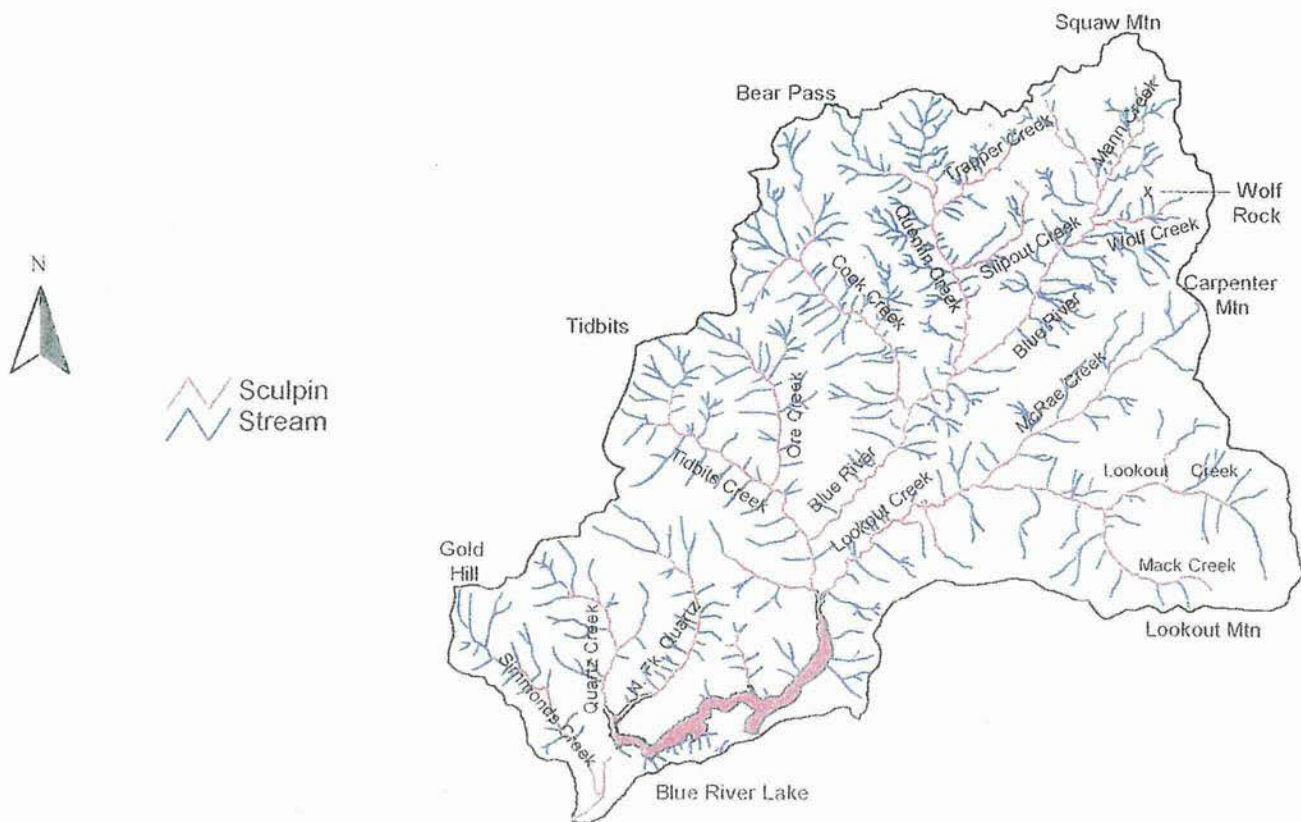 Squaw Mtn
Bear Pass
Mann Creek
Trapper Creek
Wolf
Rock
X
Quentin Creek
Slipout Creek
Wolf Creek
N
Cook Creek
Carpenter
Mtn
Tidbits
Blue River
McRae Creek
Sculpin
Stream
Ore Creek
Tidbits Creek
Blue River
Lookout Creek
Lookout Creek
Gold
Hill
Mack Creek
Lookout Mtn
Quartz Creek
N. Fk. Quartz
Simmonds Creek
Blue River Lake